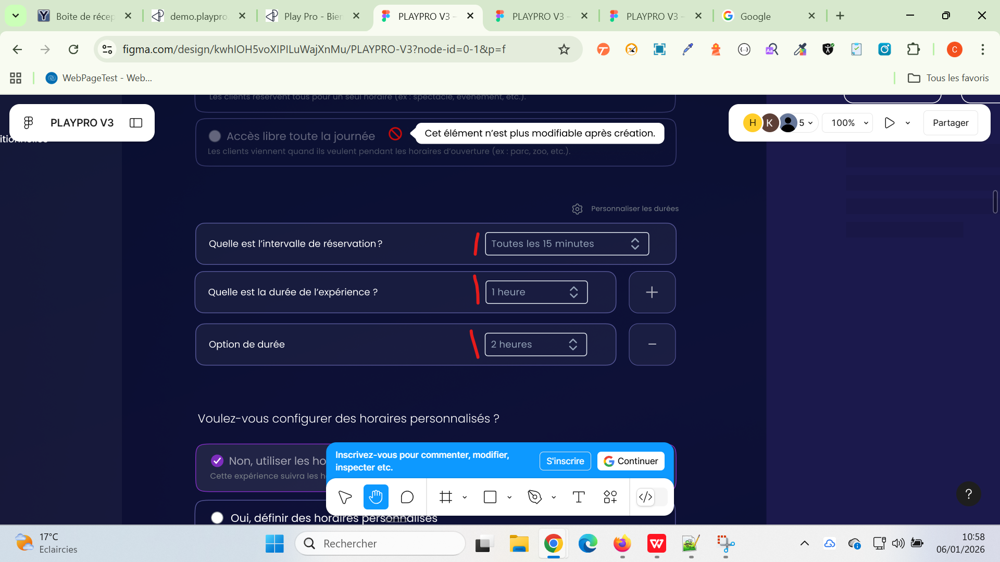 Boite de récep
demo.playpro.
Play Pro - Bier
PLAYPRO V3 -
PLAYPRO V3 -
PLAYPRO V3 -
Google
figma.com/design/kwhlOH5voXIPlLuWajXnMu/PLAYPRO-V3?node-id=0-1&p=f
C
WebPageTest - Web...
Tous les favoris
Les clients réservent tous pour un seul horaire (ex : spectacle, événement, etc.).
PLAYPRO V3
H
K
5
100%
Partager
Accès libre toute la journée
Cet élément n'est plus modifiable après création.
Les clients viennent quand ils veulent pendant les horaires d'ouverture (ex : parc, zoo, etc.).
Personnaliser les durées
Quelle est l'intervalle de réservation ?
Toutes les 15 minutes
Quelle est la durée de l'expérience ?
1 heure
+
Option de durée
2 heures
−
Voulez-vous configurer des horaires personnalisés ?
Non, utiliser les ho
Cette expérience suivra les h
Inscrivez-vous pour commenter, modifier,
inspecter etc.
S'inscrire
Continuer
Oui, définir des horaires personnalisés
?
17°C
Eclaircies
Rechercher
10:58
06/01/2026